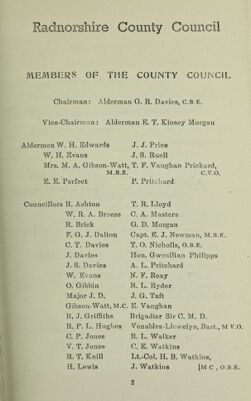 Radnorshire County Council
MEMBERS OF THE COUNTY COUNCIL.
Chairman: Alderman G. R. Davies, C.B.E.
Vice-Chairman: Alderman E. T. Kinsey Morgan
Aldermen W. H. Edwards J. J. Price
W. H. Evans J. S. Ruell
Mrs. M. A. Gibson-Watt, T. F. Vaughan Prickard,
M.B.E. C.V.O,
E. E. Perfect P. Pritchard
Councillors R. Ashton T. R. Lloyd
W. R. A. Breeze C. A. Masters
R. Brick G. D. Morgan
F. G. J. Dalton Capt. E. J. Newman, M.B.E.
C. T. Davies T. O. Nicholls, O.B.E.
J. Davies Hon. Gwenllian Philipps
J. S. Davies A. L. Pritchard
W. Evans N. F. Reay
O. Gibbin R. L. Ryder
Major J. D. J. G. Taft
Gibson-Watt, M.C. E. Vaughan
R. J. Griffiths Brigadier Sir C. M. D.
R. P. L. Hughes Venables-Llewelyn, Bart., M V.O.
C. P. Jones R. L. Walker
V. T. Jones C. E. Watkins
R. T. Knill Lt.-Col. H. B. Watkins,
H. Lewis J. Watkins [M C , O.B.E.
2